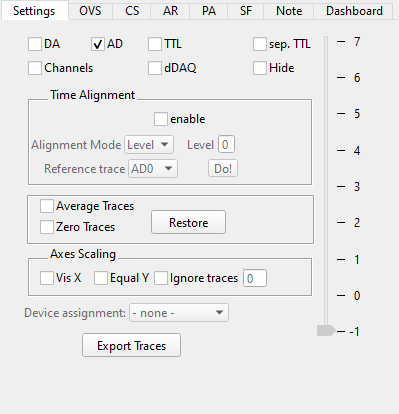 Settings OVS CS AR PA SF Note Dashboard
DA AD TTL sep. TTL
Channels dDAQ Hide
Time Alignment
enable
Alignment Mode Level Level 0
Reference trace AD0 Do!
Average Traces
Zero Traces
Restore
Axes Scaling
Vis X Equal Y Ignore traces 0
Device assignment: - none -
Export Traces
7
6
5
4
3
2
1
0
-1